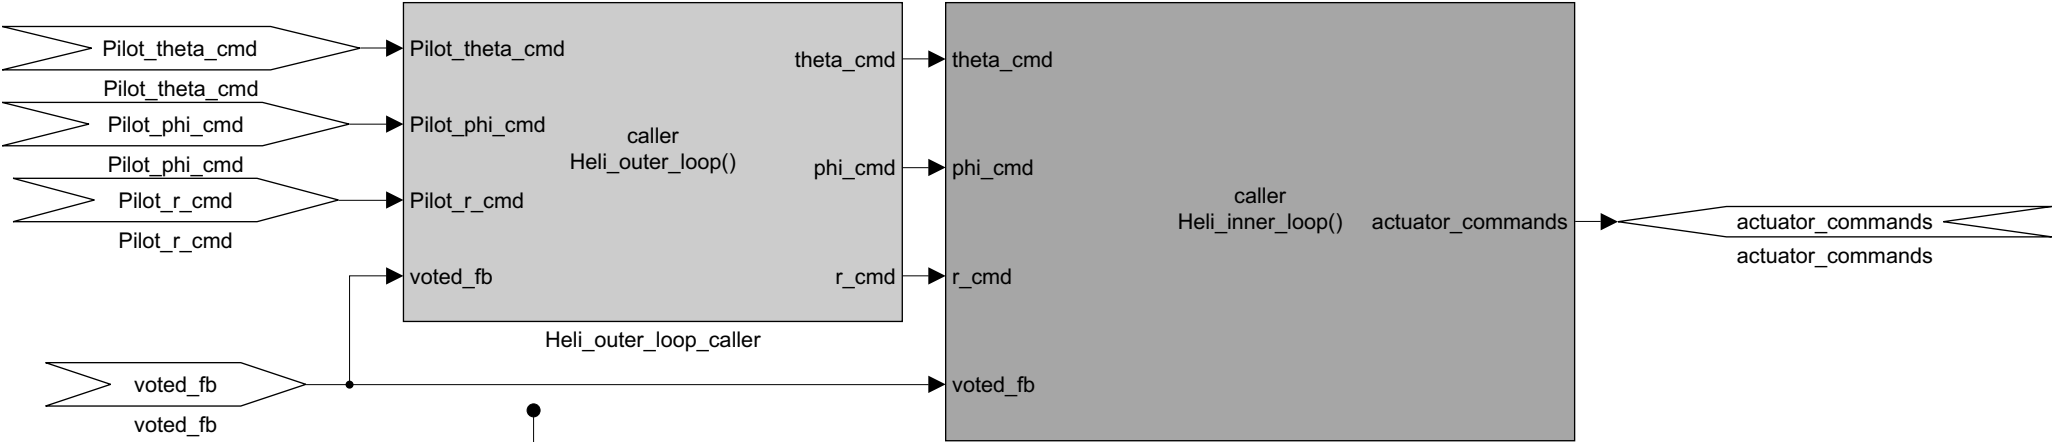 Pilot_theta_cmd
Pilot_theta_cmd
Pilot_phi_cmd
Pilot_phi_cmd
Pilot_r_cmd
Pilot_r_cmd
voted_fb
voted_fb
Pilot_theta_cmd
Pilot_phi_cmd
Pilot_r_cmd
voted_fb
caller
Heli_outer_loop()
theta_cmd
phi_cmd
r_cmd
Heli_outer_loop_caller
theta_cmd
phi_cmd
r_cmd
voted_fb
caller
Heli_inner_loop()
actuator_commands
actuator_commands
actuator_commands